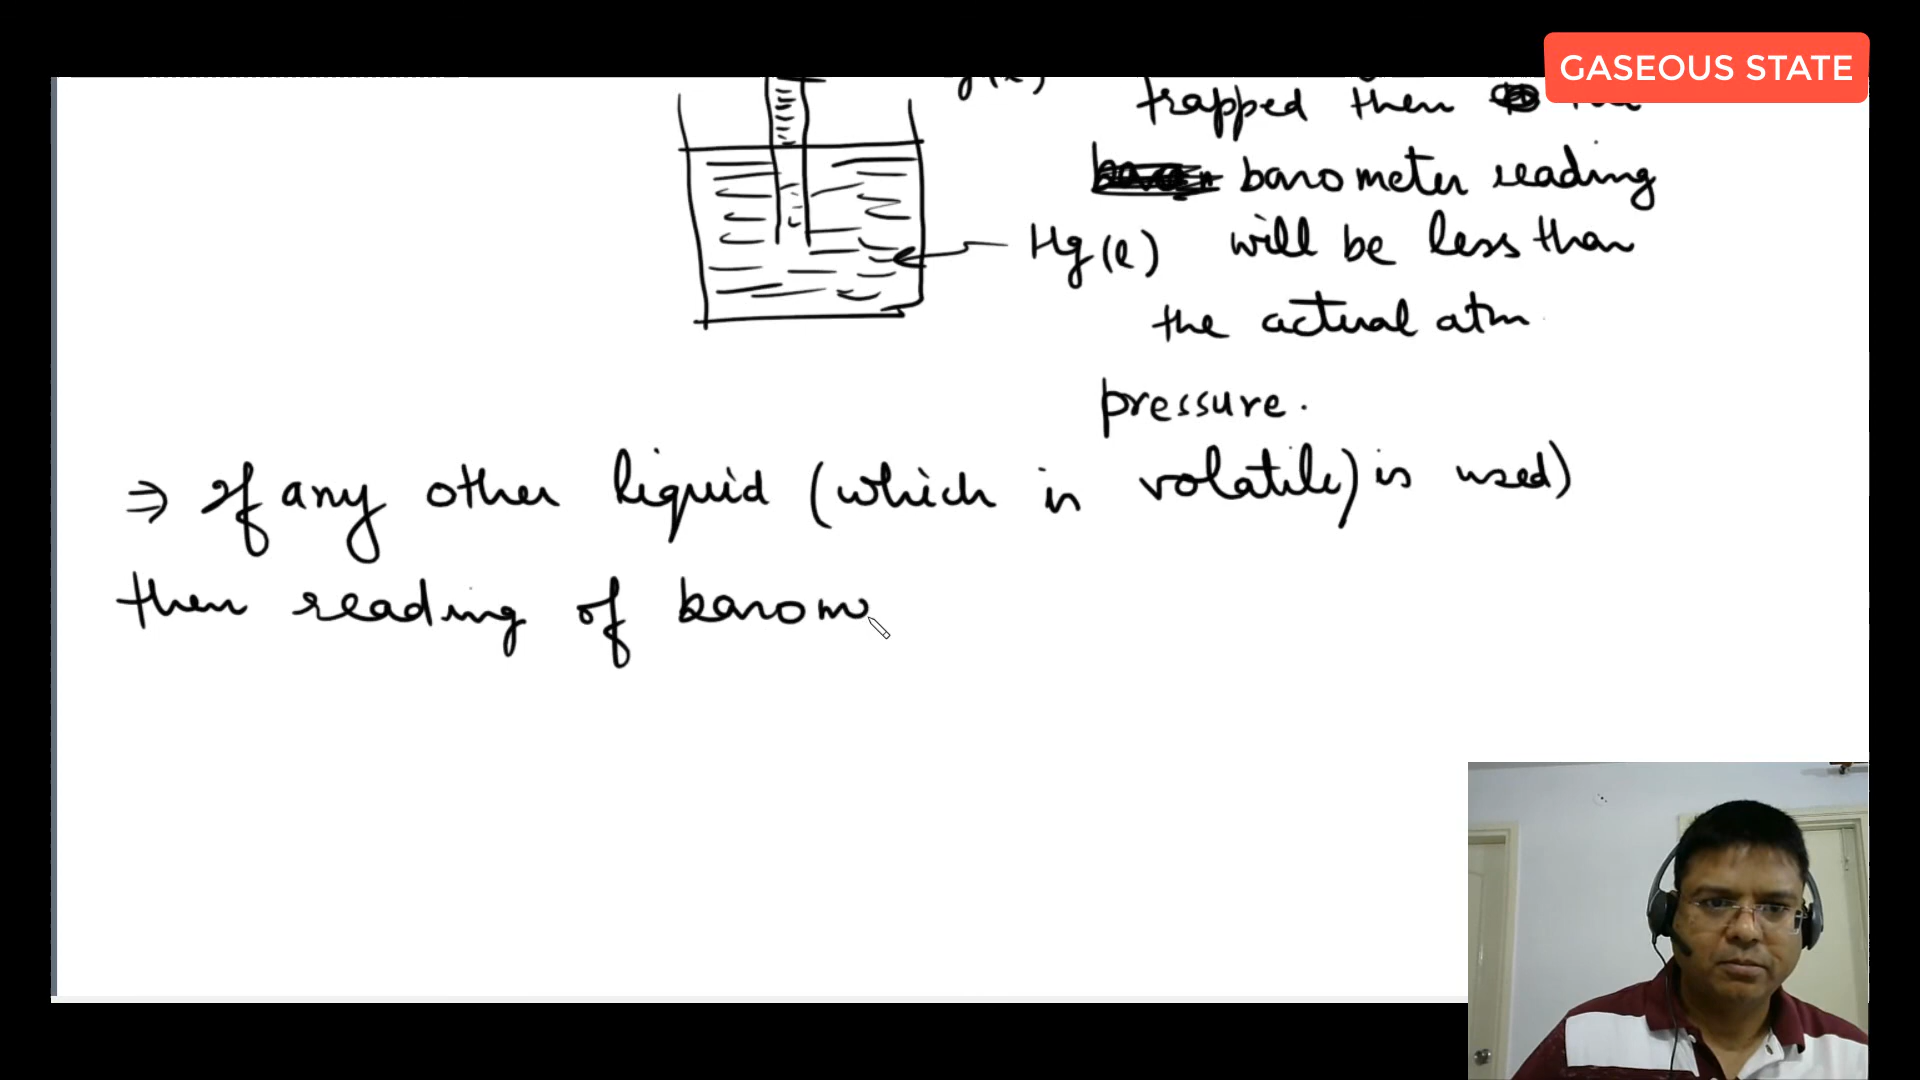 GASEOUS STATE
trapped then
barometer reading
Hg(l) will be less than
the actual atm
pressure.
⇒ If any other liquid (which is volatile) is used)
then reading of barom